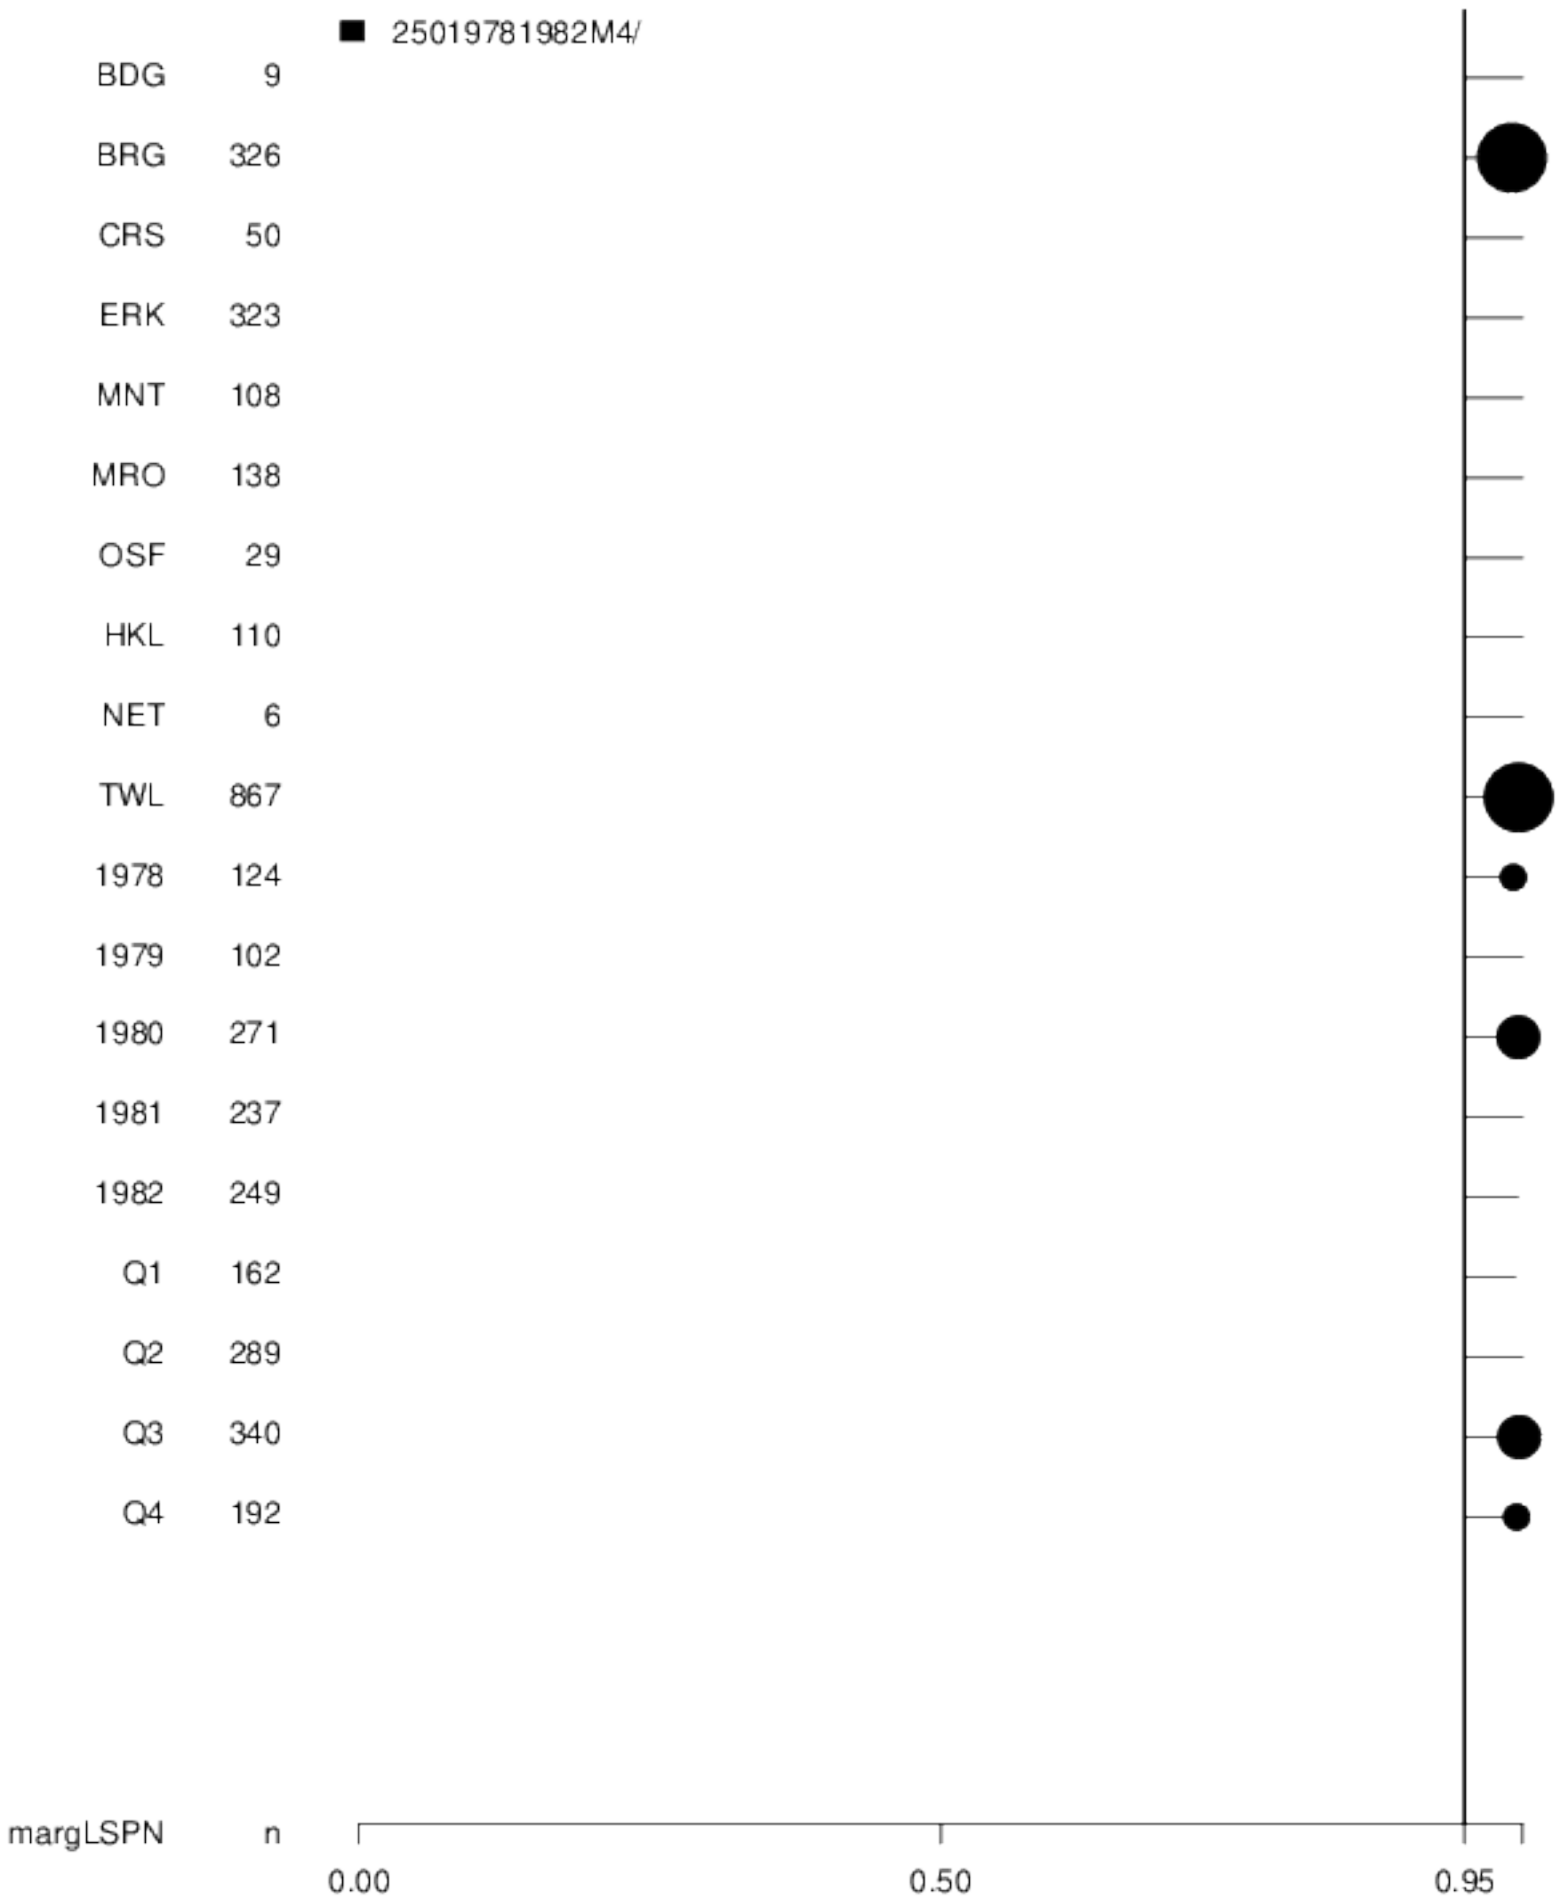 25019781982M4/
BDG 9
BRG 326
CRS 50
ERK 323
MNT 108
MRO 138
OSF 29
HKL 110
NET 6
TWL 867
1978 124
1979 102
1980 271
1981 237
1982 249
Q1 162
Q2 289
Q3 340
Q4 192
margLSPN n
0.00 0.50 0.95